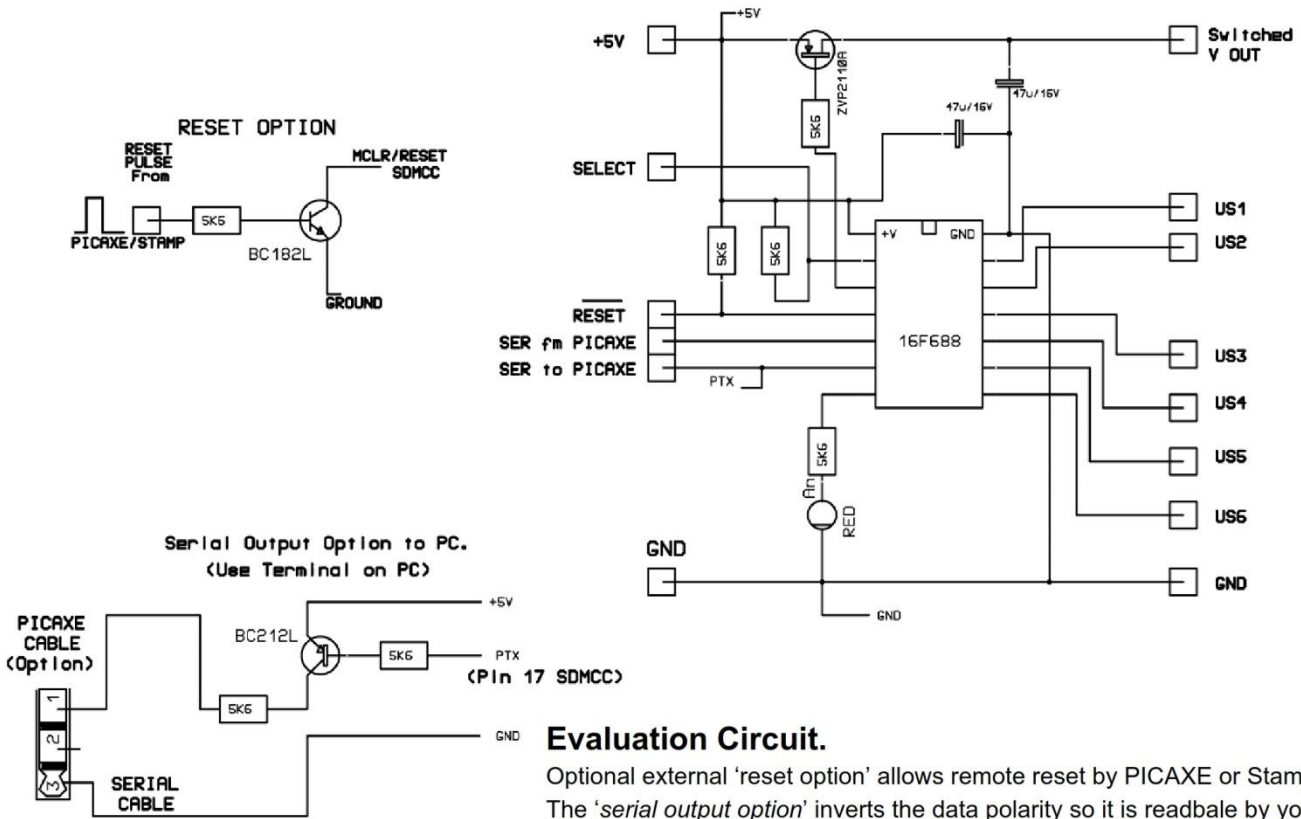 +5V
+5V
Switched
V OUT
ZVP2110A
47u/16V
47u/16V
5K6
RESET OPTION
RESET
PULSE
From
MCLR/RESET
SDMCC
5K6
PICAXE/STAMP
BC182L
GROUND
SELECT
5K6
5K6
+V
GND
16F688
US1
US2
US3
US4
US5
US6
GND
RESET
SER fm PICAXE
SER to PICAXE
PTX
5K6
An
RED
GND
GND
Serial Output Option to PC.
(Use Terminal on PC)
PICAXE
CABLE
(Option)
BC212L
+5V
5K6
PTX
(Pin 17 SDMCC)
5K6
1
2
3
GND
SERIAL
CABLE
Evaluation Circuit.
Optional external ‘reset option’ allows remote reset by PICAXE or Stam
The ‘serial output option’ inverts the data polarity so it is readbale by yo